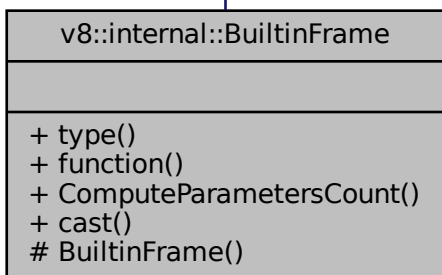 v8::internal::BuiltinFrame
+ type()
+ function()
+ ComputeParametersCount()
+ cast()
# BuiltinFrame()